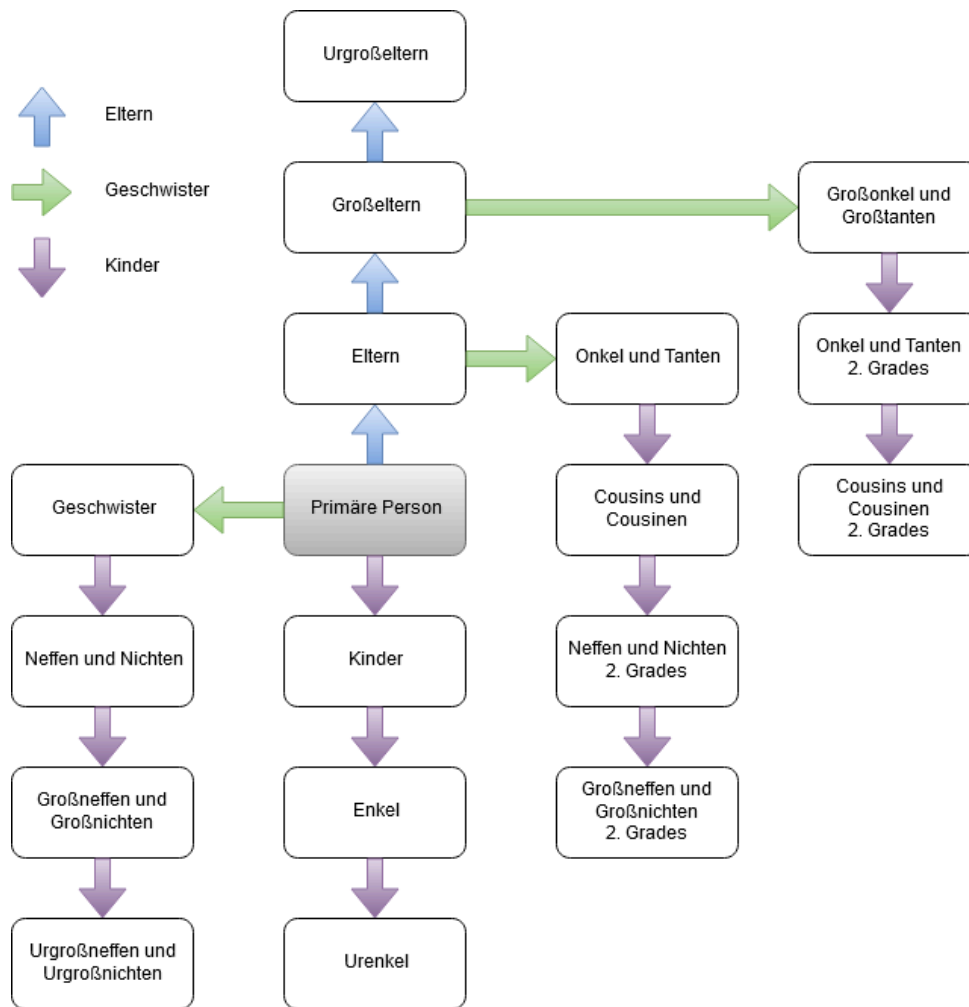 Urgroßeltern
Eltern
Geschwister
Kinder
Großeltern
Großonkel und
Großtanten
Eltern
Onkel und Tanten
Onkel und Tanten
2. Grades
Geschwister
Primäre Person
Cousins und
Cousinen
Cousins und
Cousinen
2. Grades
Neffen und Nichten
Kinder
Neffen und Nichten
2. Grades
Großneffen und
Großnichten
Enkel
Großneffen und
Großnichten
2. Grades
Urgroßneffen und
Urgroßnichten
Urenkel